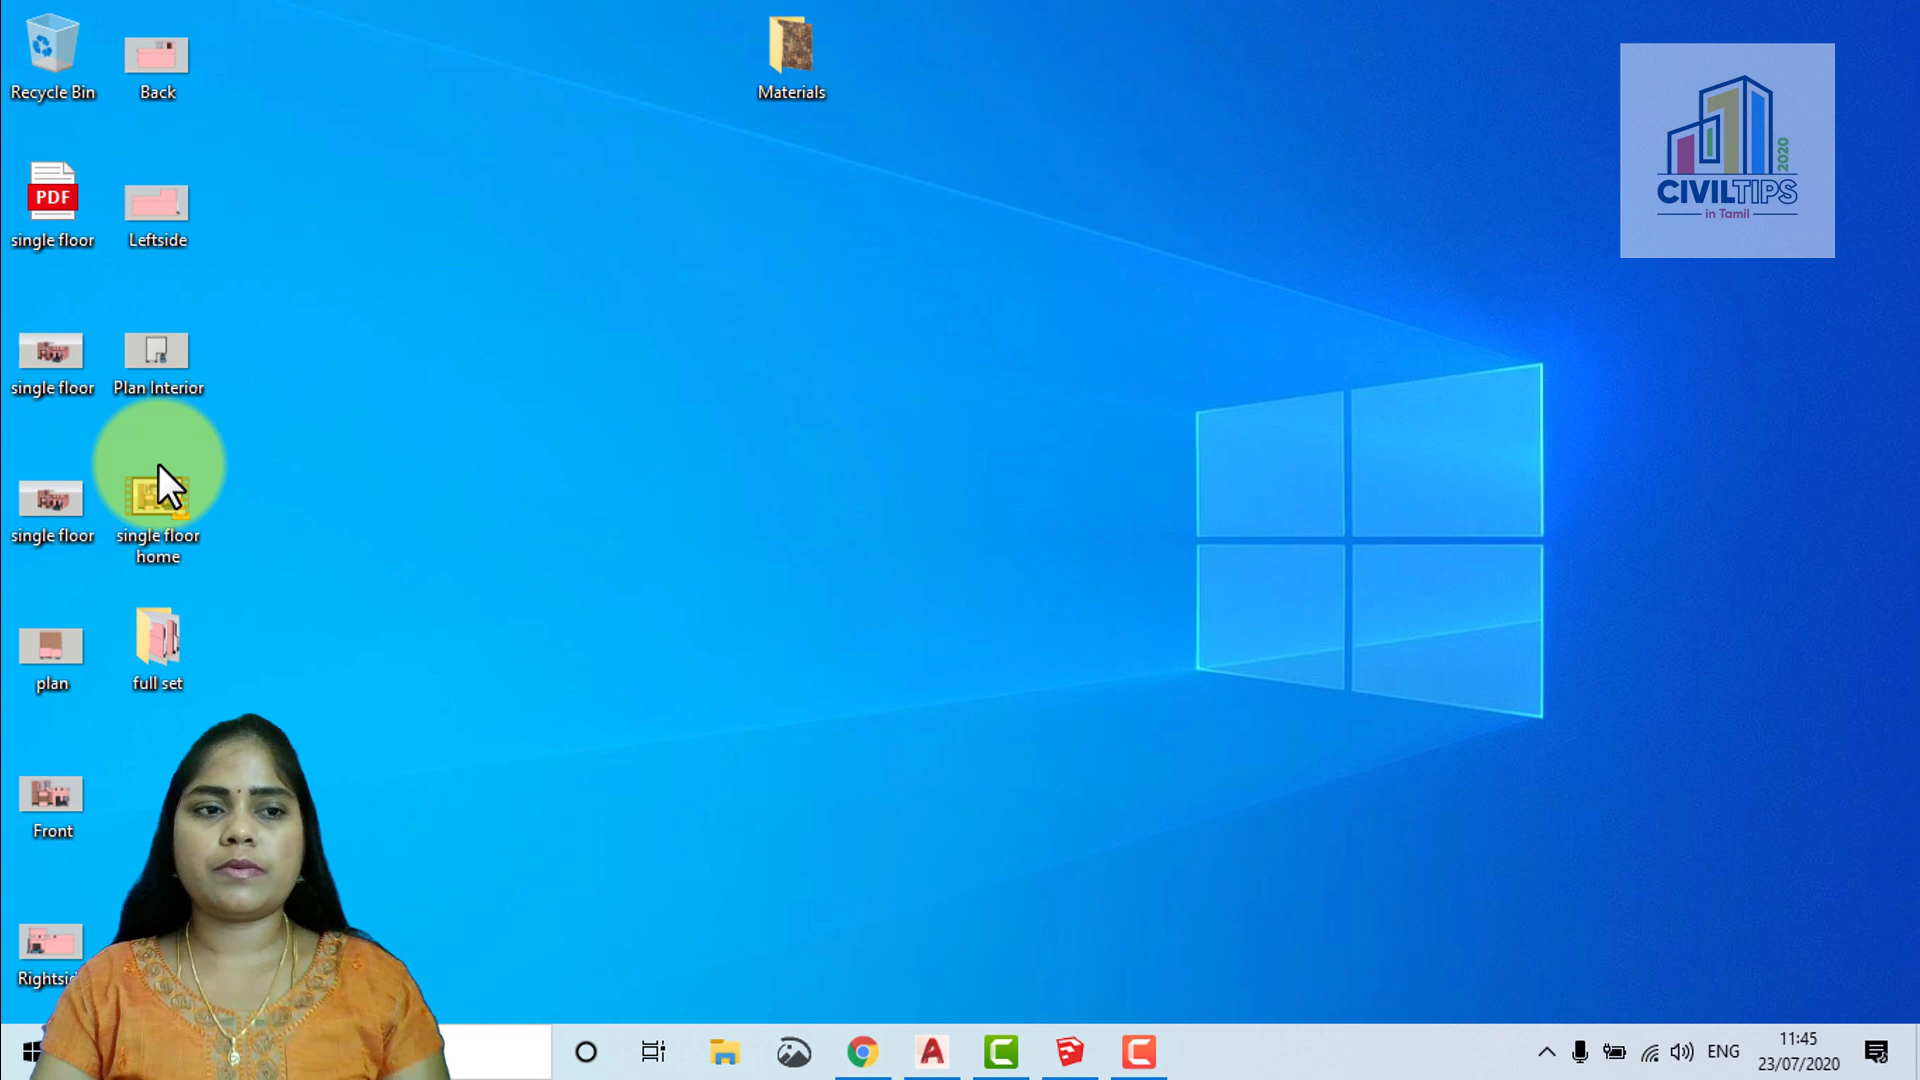 Recycle Bin
Back
Materials
2020
CIVILTIPS
in Tamil
PDF
single floor
Leftside
single floor
Plan Interior
single floor
single floor
home
plan
full set
Front
ENG
11:45
23/07/2020